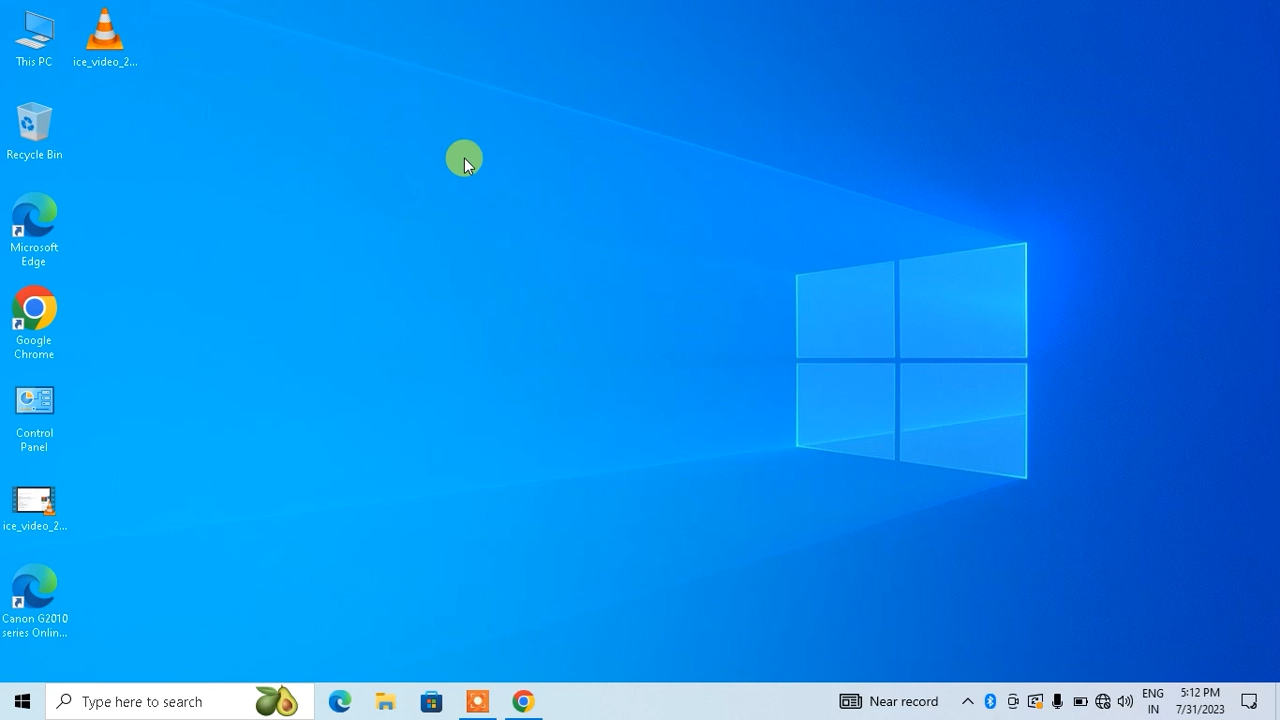 This PC
ice_video_2...
Recycle Bin
Microsoft
Edge
Google
Chrome
Control
Panel
ice_video_2...
Canon G2010
series Onlin...
Type here to search
Near record
ENG
IN
5:12 PM
7/31/2023